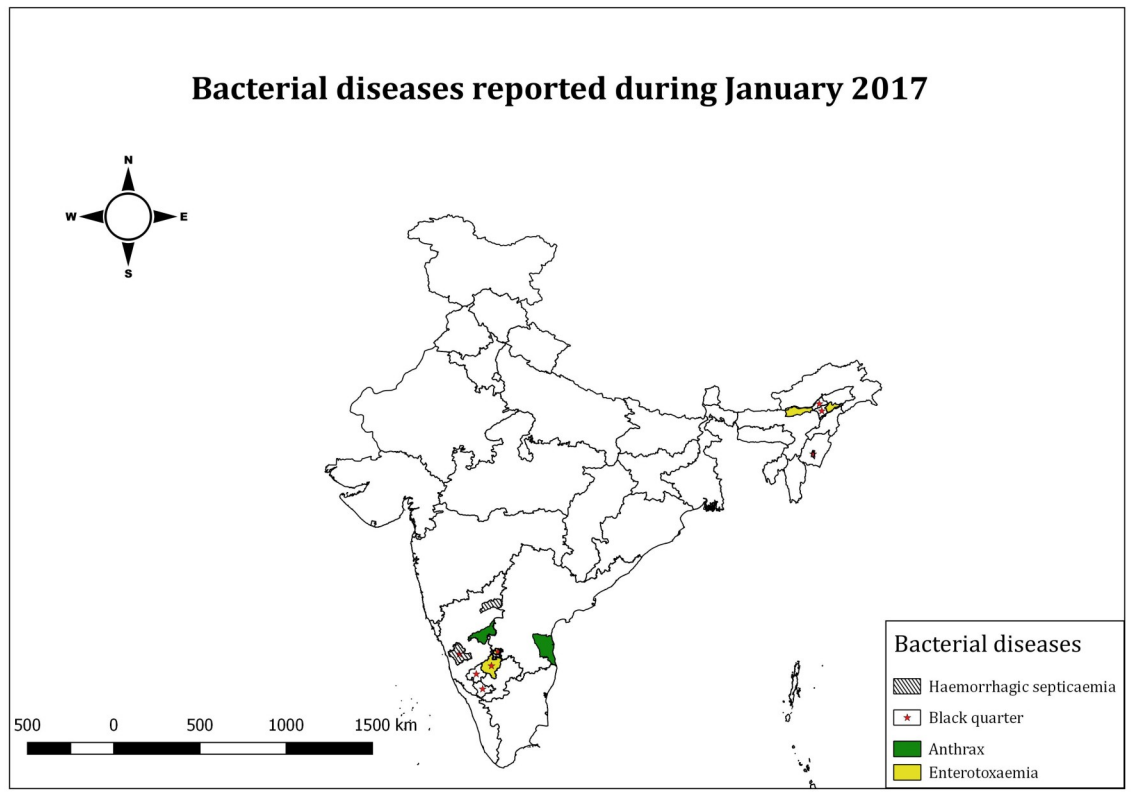 Bacterial diseases reported during January 2017
N
W
E
S
Bacterial diseases
Haemorrhagic septicaemia
Black quarter
Anthrax
Enterotoxaemia
500 0 500 1000 1500 km